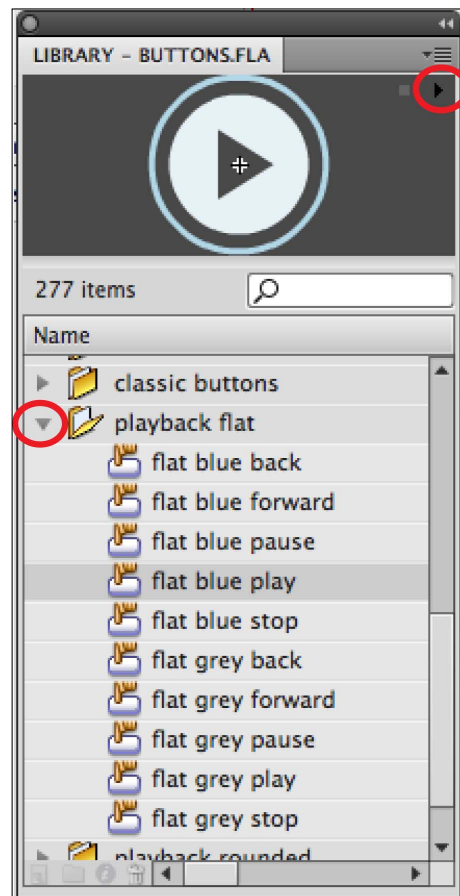 LIBRARY - BUTTONS.FLA
277 items
Name
classic buttons
playback flat
flat blue back
flat blue forward
flat blue pause
flat blue play
flat blue stop
flat grey back
flat grey forward
flat grey pause
flat grey play
flat grey stop
playback rounded